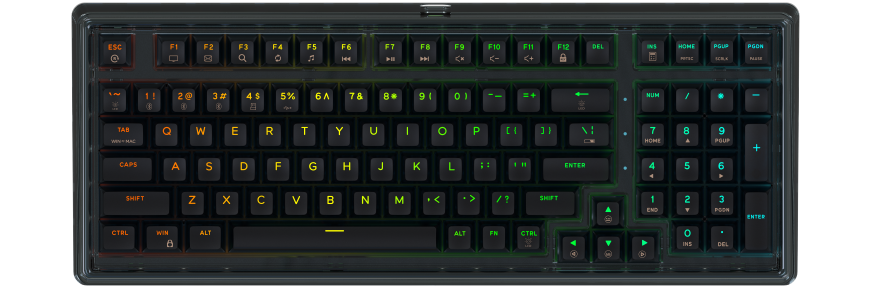 ESC F1 F2 F3 F4 F5 F6 F7 F8 F9 F10 F11 F12 DEL INS HOME PGUP PGDN
PRTSC SCRLK PAUSE
`~ 1! 2@ 3# 4$ 5% 6^ 7& 8* 9( 0) -_ =+ ← NUM / * -
TAB Q W E R T Y U I O P [{ ]} \| 7 8 9 +
WIN~MAC HOME ▲ PGUP
CAPS A S D F G H J K L ;: '" ENTER 4 5 6
◀ ▶
SHIFT Z X C V B N M ,< .> /? SHIFT ▲ 1 2 3 ENTER
END ▼ PGDN
CTRL WIN ALT ALT FN CTRL ◀ ▼ ▶ 0 .
INS DEL